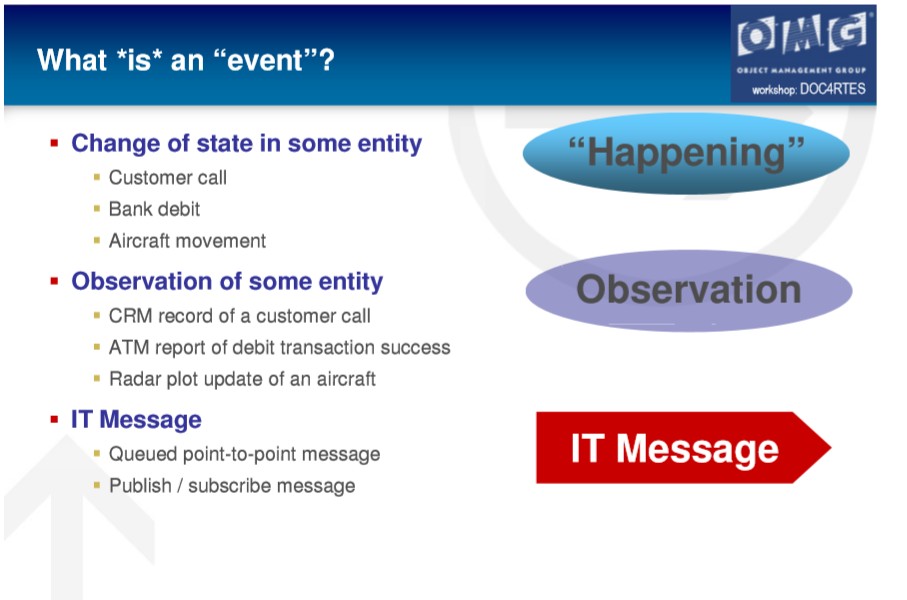 What *is* an “event”?
OMG
OBJECT MANAGEMENT GROUP
workshop: DOC4RTES
Change of state in some entity
Customer call
Bank debit
Aircraft movement
Observation of some entity
CRM record of a customer call
ATM report of debit transaction success
Radar plot update of an aircraft
IT Message
Queued point-to-point message
Publish / subscribe message
“Happening”
Observation
IT Message